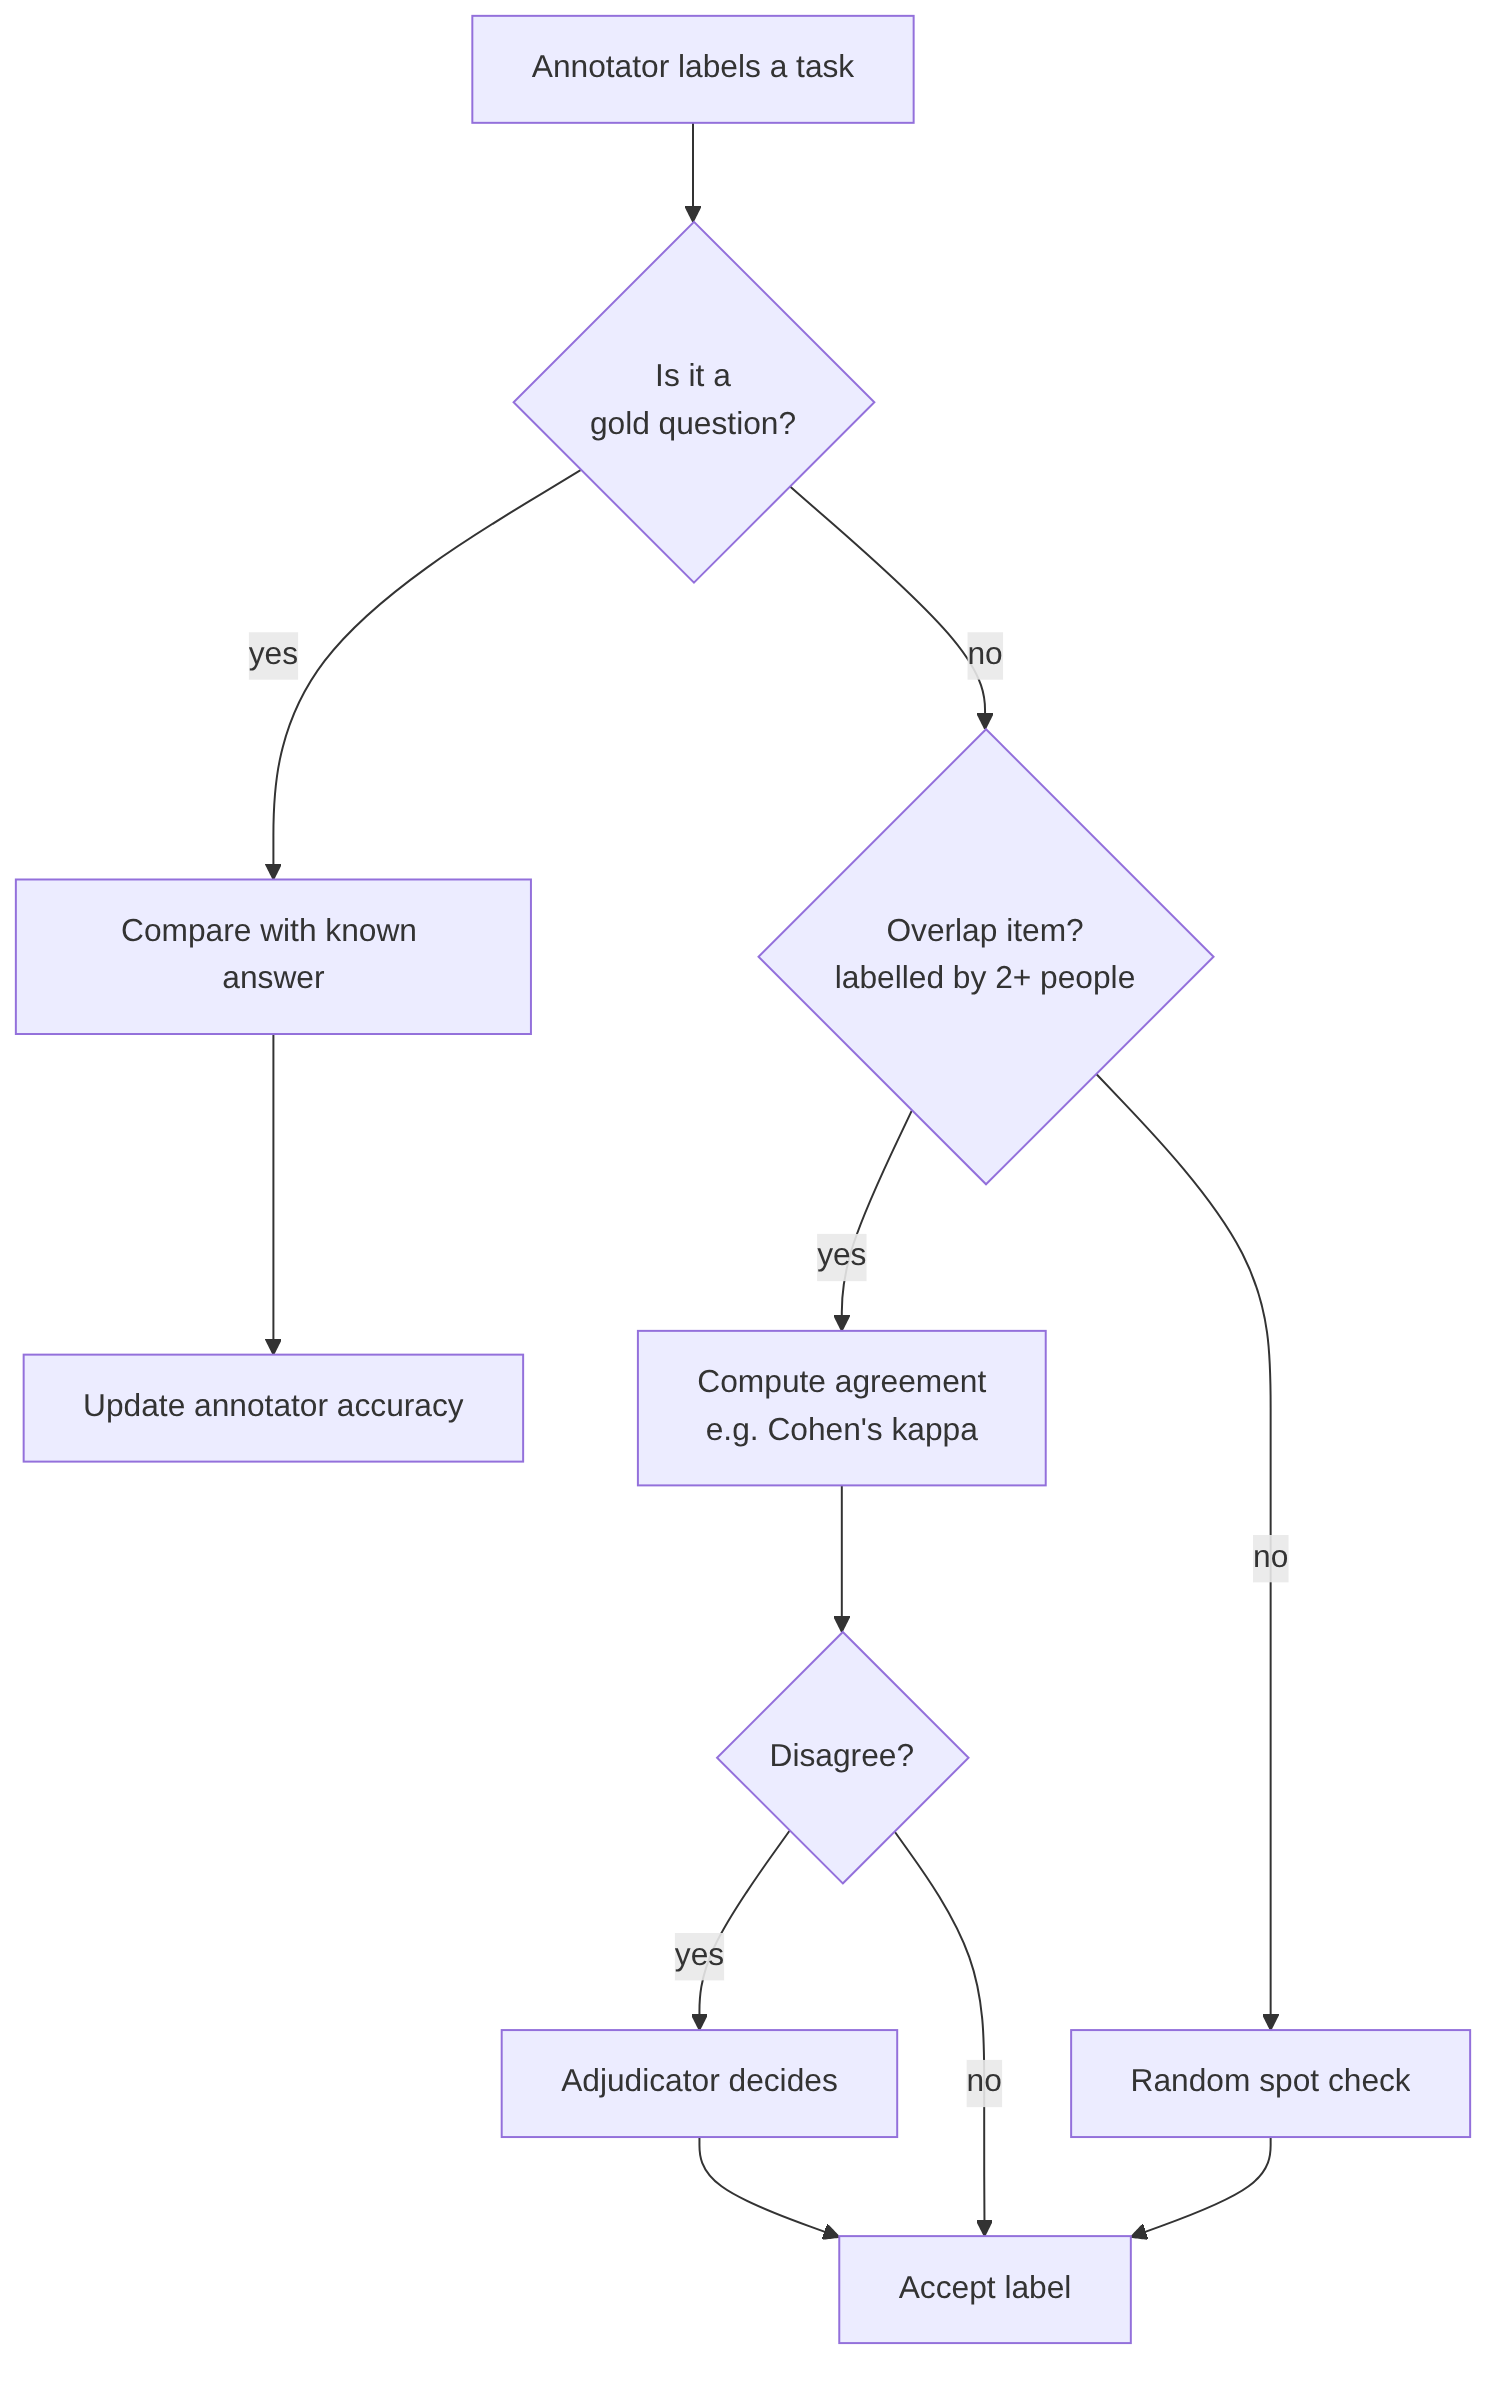 Annotator labels a task
Is it a
gold question?
yes
no
Compare with known
answer
Overlap item?
labelled by 2+ people
yes
no
Update annotator accuracy
Compute agreement
e.g. Cohen's kappa
Disagree?
yes
no
Adjudicator decides
Random spot check
Accept label